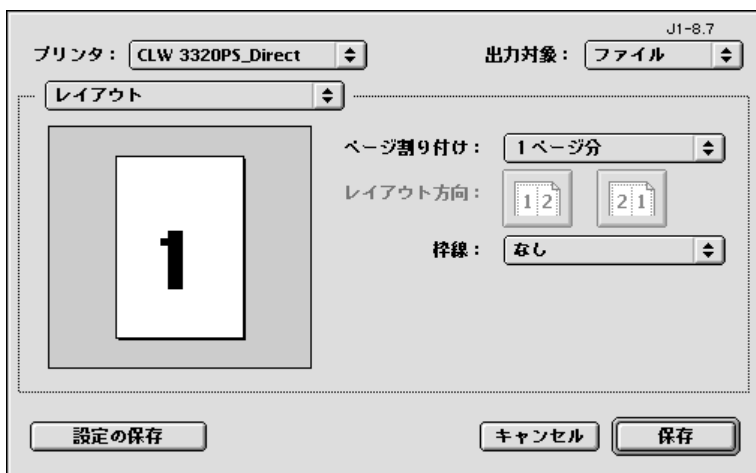 J1-8.7
プリンタ： CLW 3320PS_Direct 出力対象： ファイル
レイアウト
ページ割り付け： 1 ページ分
レイアウト方向： 1 2 2 1
枠線： なし
1
設定の保存 キャンセル 保存